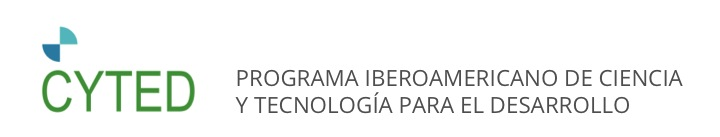 CYTED
PROGRAMA IBEROAMERICANO DE CIENCIA
Y TECNOLOGÍA PARA EL DESARROLLO